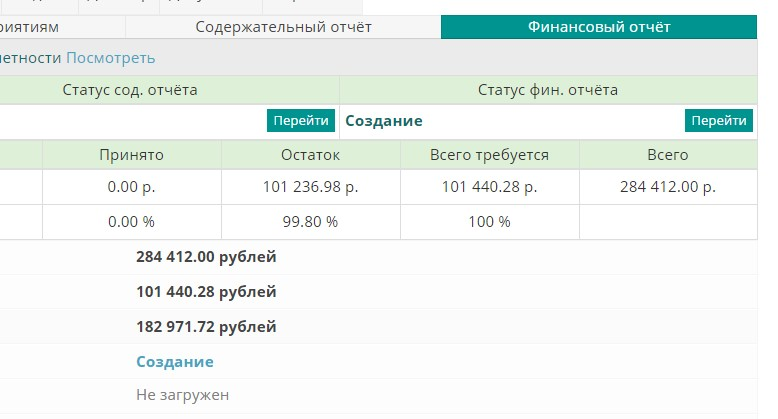 Содержательный отчёт Финансовый отчёт
Посмотреть
Статус сод. отчёта Статус фин. отчёта
Перейти Создание Перейти
Принято Остаток Всего требуется Всего
0.00 р. 101 236.98 р. 101 440.28 р. 284 412.00 р.
0.00 % 99.80 % 100 %
284 412.00 рублей
101 440.28 рублей
182 971.72 рублей
Создание
Не загружен